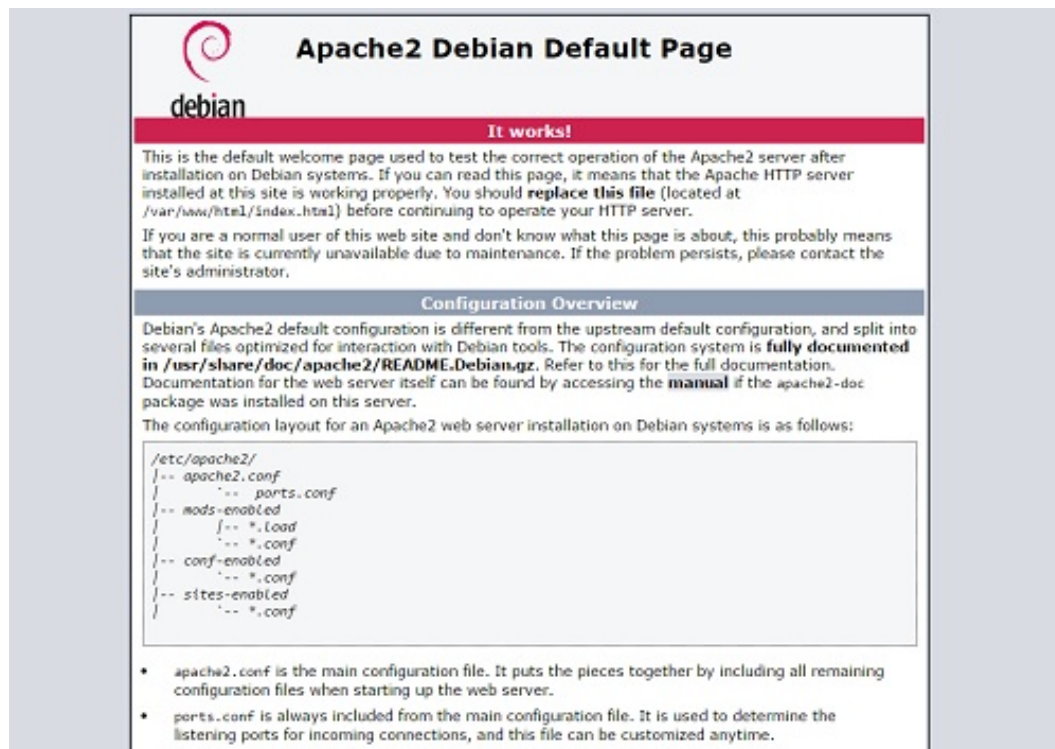 debian
Apache2 Debian Default Page
It works!
This is the default welcome page used to test the correct operation of the Apache2 server after
installation on Debian systems. If you can read this page, it means that the Apache HTTP server
installed at this site is working properly. You should replace this file (located at
/var/www/html/index.html) before continuing to operate your HTTP server.
If you are a normal user of this web site and don't know what this page is about, this probably means
that the site is currently unavailable due to maintenance. If the problem persists, please contact the
site's administrator.
Configuration Overview
Debian's Apache2 default configuration is different from the upstream default configuration, and split into
several files optimized for interaction with Debian tools. The configuration system is fully documented
in /usr/share/doc/apache2/README.Debian.gz. Refer to this for the full documentation.
Documentation for the web server itself can be found by accessing the manual if the apache2-doc
package was installed on this server.
The configuration layout for an Apache2 web server installation on Debian systems is as follows:
/etc/apache2/
|-- apache2.conf
|       `--  ports.conf
|-- mods-enabled
|       |-- *.load
|       `-- *.conf
|-- conf-enabled
|       `-- *.conf
|-- sites-enabled
|       `-- *.conf
• apache2.conf is the main configuration file. It puts the pieces together by including all remaining
configuration files when starting up the web server.
• ports.conf is always included from the main configuration file. It is used to determine the
listening ports for incoming connections, and this file can be customized anytime.